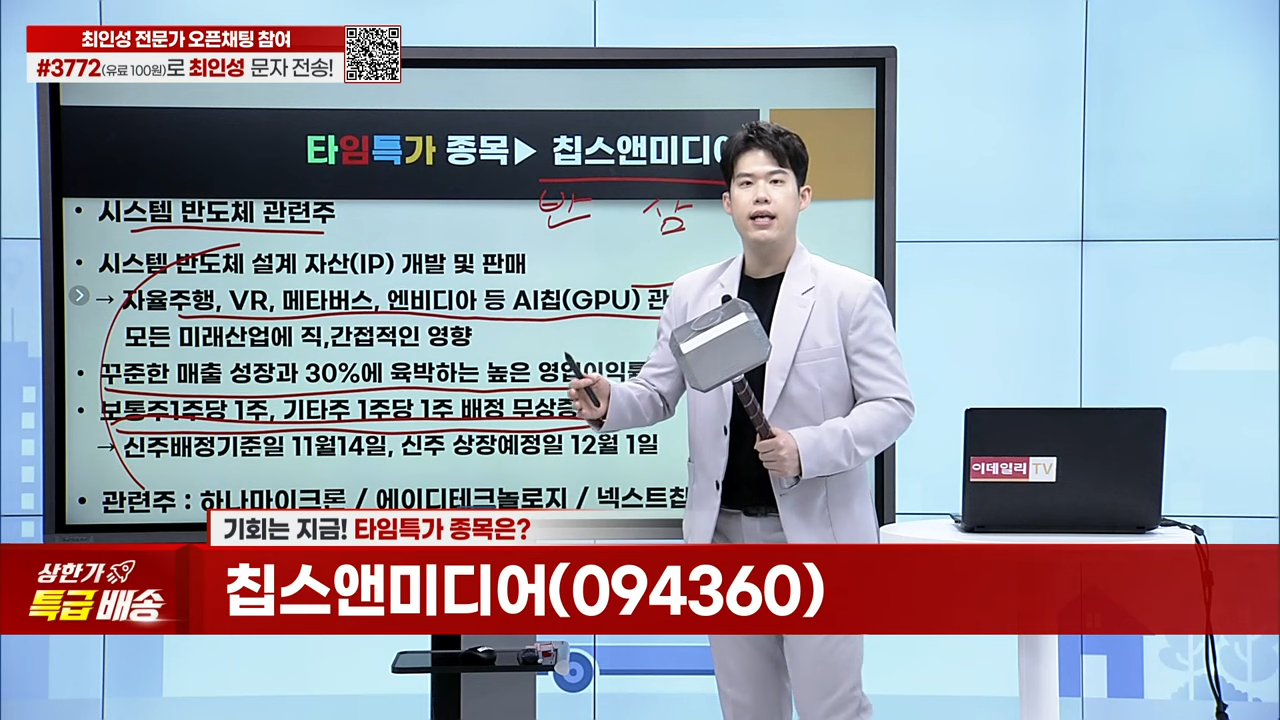 최인성 전문가 오픈채팅 참여
#3772(유료 100원)로 최인성 문자 전송!
타임특가 종목▶ 칩스앤미디어
반 삼
• 시스템 반도체 관련주
• 시스템 반도체 설계 자산(IP) 개발 및 판매
→ 자율주행, VR, 메타버스, 엔비디아 등 AI칩(GPU) 관
모든 미래산업에 직,간접적인 영향
• 꾸준한 매출 성장과 30%에 육박하는 높은 영업이익률
• 보통주1주당 1주, 기타주 1주당 1주 배정 무상증
→ 신주배정기준일 11월14일, 신주 상장예정일 12월 1일
• 관련주 : 하나마이크론 / 에이디테크놀로지 / 넥스트칩
이데일리TV
기회는 지금! 타임특가 종목은?
상한가
특급배송
칩스앤미디어(094360)